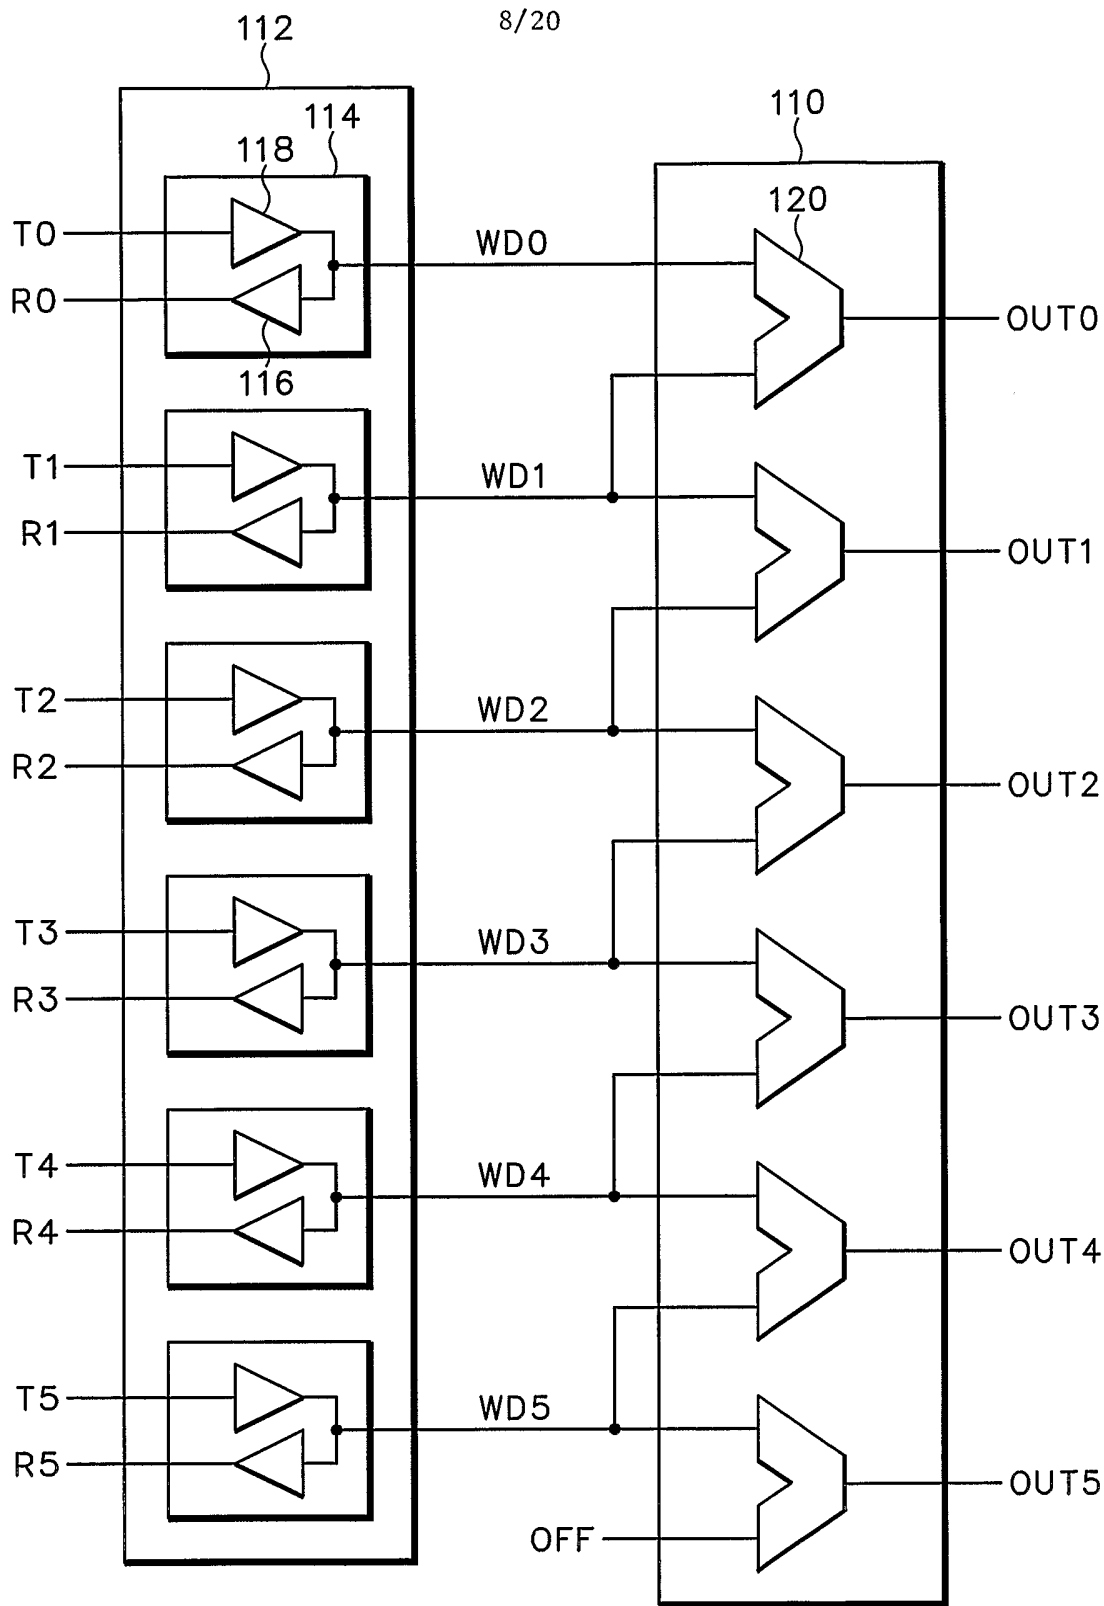 8/20
112
114
110
118
120
T0
WD0
R0
OUT0
116
T1
WD1
R1
OUT1
T2
WD2
R2
OUT2
T3
WD3
R3
OUT3
T4
WD4
R4
OUT4
T5
WD5
R5
OUT5
OFF